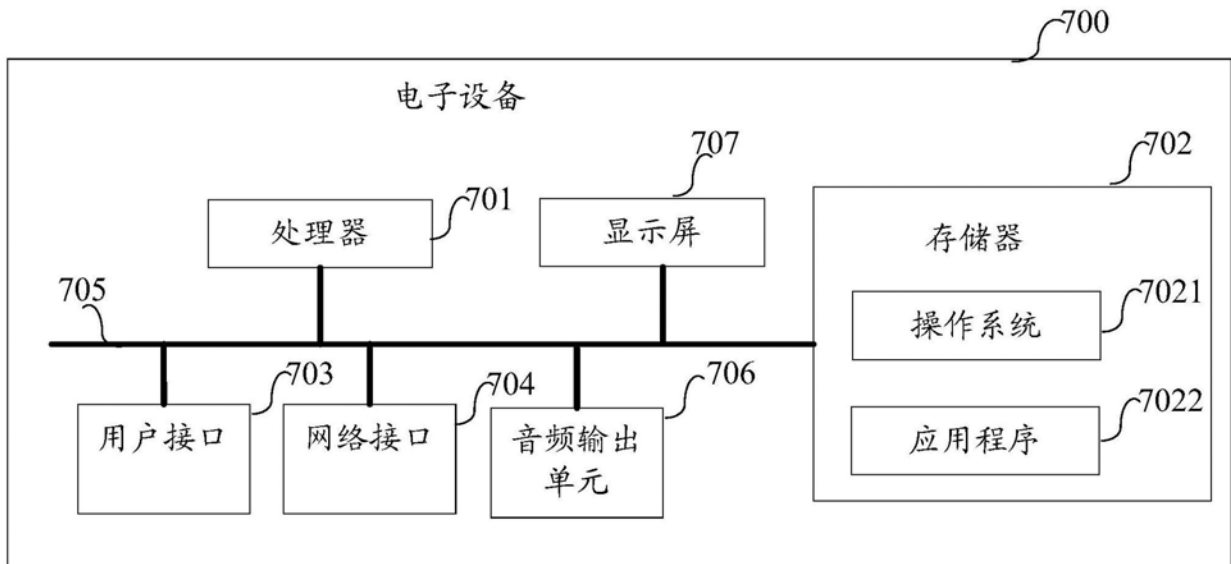 700
电子设备
707
702
701
处理器
显示屏
存储器
705
7021
操作系统
703
704
706
7022
用户接口
网络接口
音频输出
单元
应用程序